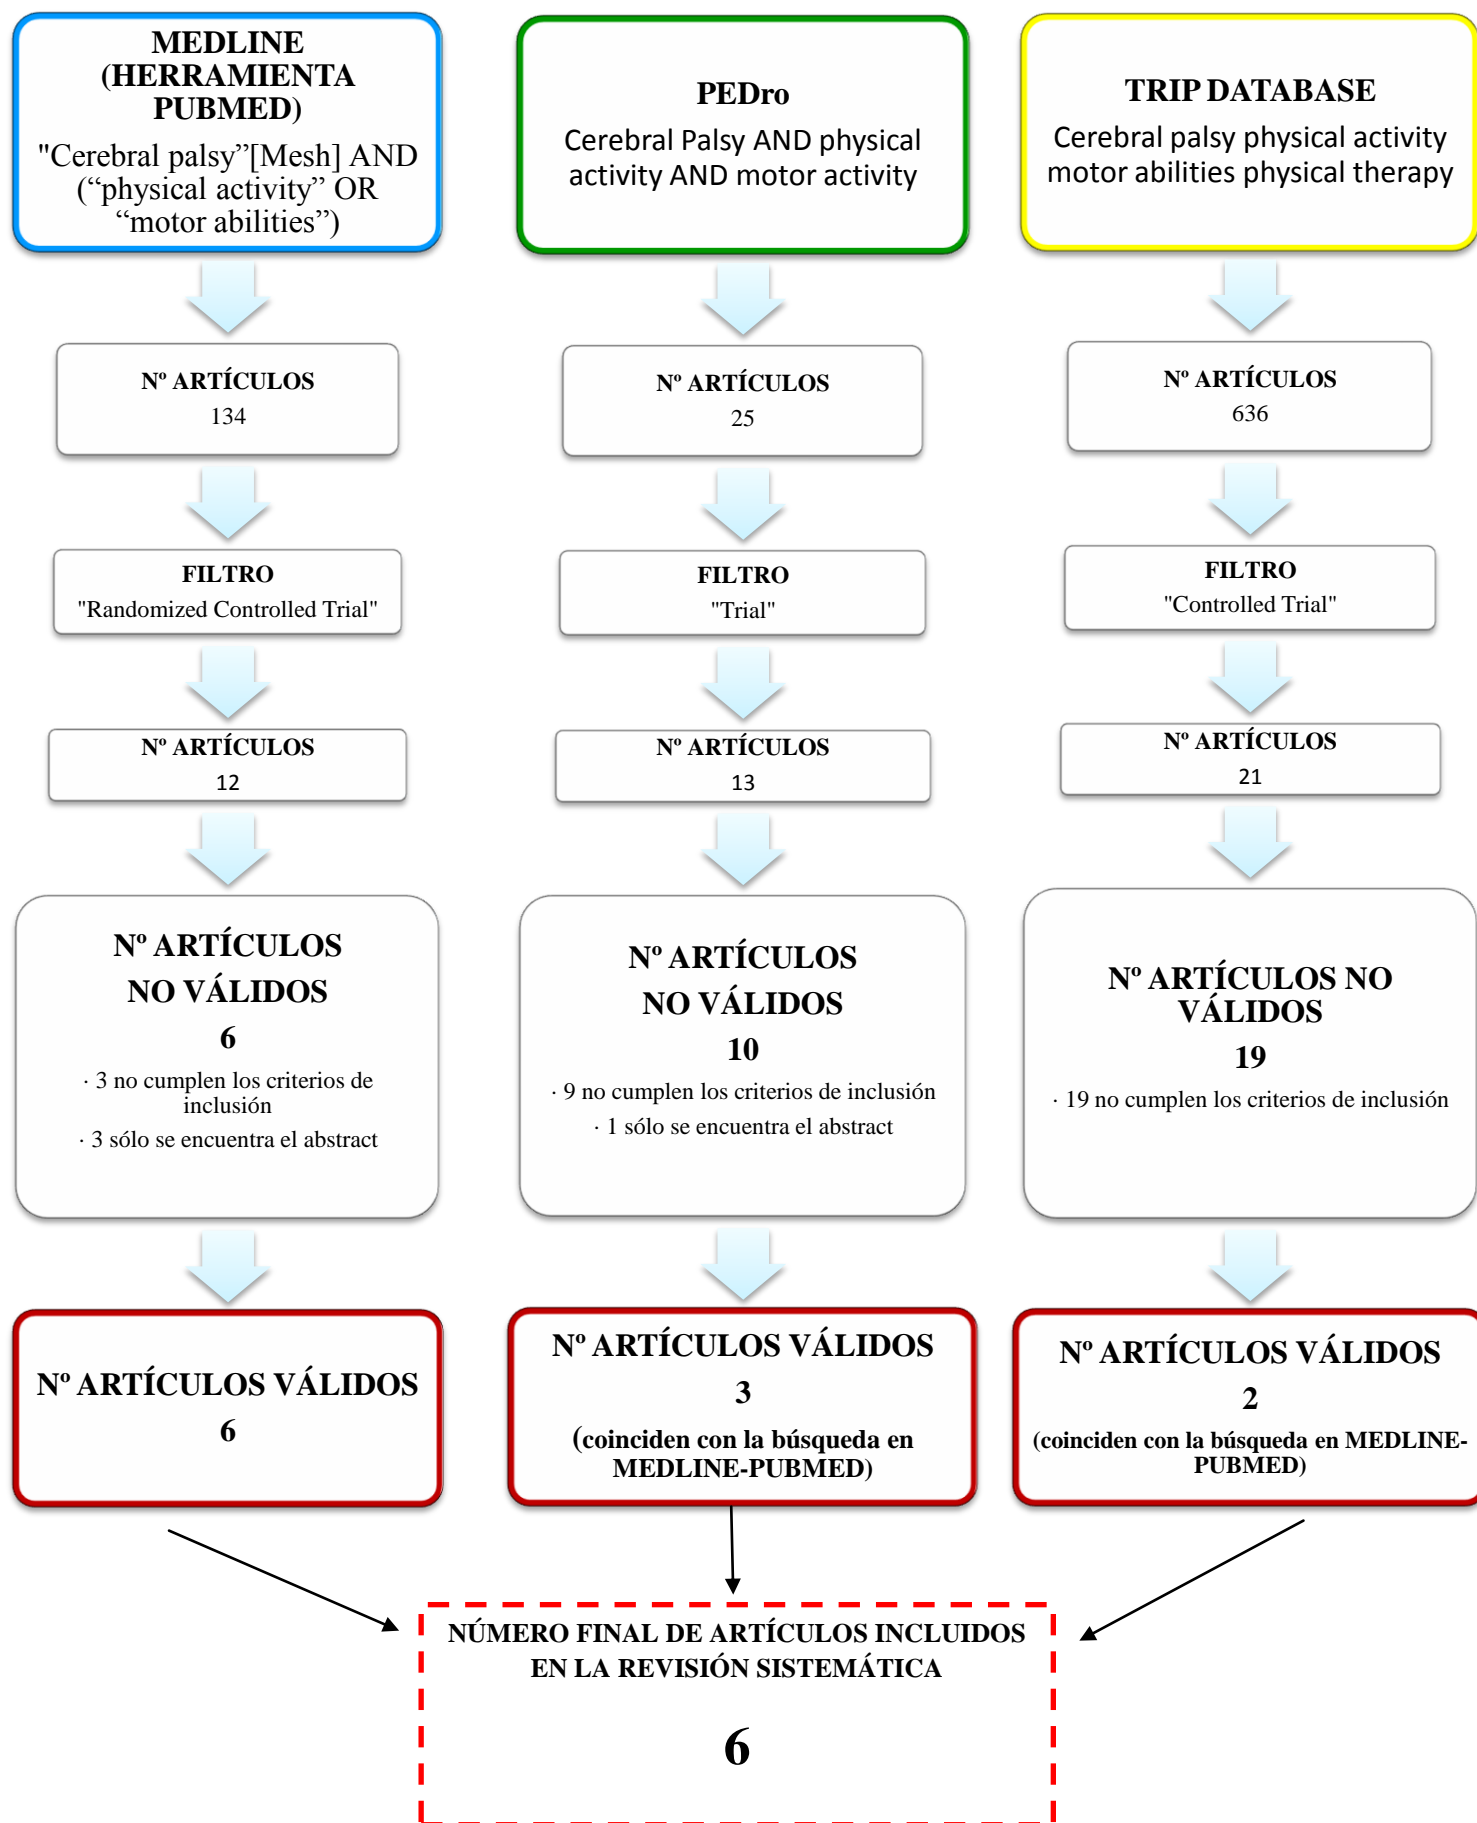 MEDLINE
(HERRAMIENTA
PUBMED)
"Cerebral palsy”[Mesh] AND
(“physical activity” OR
“motor abilities”)
PEDro
Cerebral Palsy AND physical
activity AND motor activity
TRIP DATABASE
Cerebral palsy physical activity
motor abilities physical therapy
Nº ARTÍCULOS
134
Nº ARTÍCULOS
25
Nº ARTÍCULOS
636
FILTRO
"Randomized Controlled Trial"
FILTRO
"Trial"
FILTRO
"Controlled Trial"
Nº ARTÍCULOS
12
Nº ARTÍCULOS
13
Nº ARTÍCULOS
21
Nº ARTÍCULOS
NO VÁLIDOS
6
· 3 no cumplen los criterios de
inclusión
· 3 sólo se encuentra el abstract
Nº ARTÍCULOS
NO VÁLIDOS
10
· 9 no cumplen los criterios de inclusión
· 1 sólo se encuentra el abstract
Nº ARTÍCULOS NO
VÁLIDOS
19
· 19 no cumplen los criterios de inclusión
Nº ARTÍCULOS VÁLIDOS
6
Nº ARTÍCULOS VÁLIDOS
3
(coinciden con la búsqueda en
MEDLINE-PUBMED)
Nº ARTÍCULOS VÁLIDOS
2
(coinciden con la búsqueda en MEDLINE-
PUBMED)
NÚMERO FINAL DE ARTÍCULOS INCLUIDOS
EN LA REVISIÓN SISTEMÁTICA
6